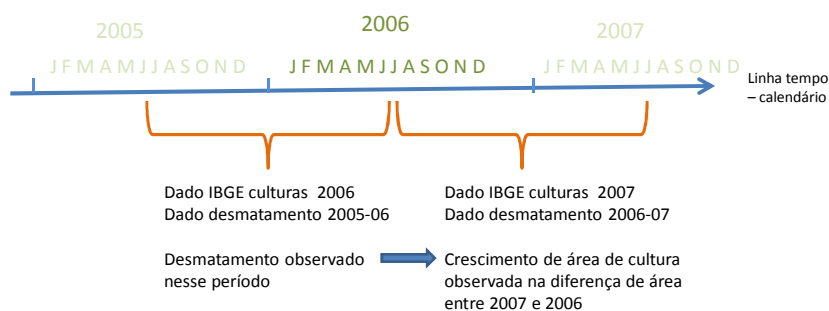 2005
2006
2007
J F M A M J J A S O N D
J F M A M J J A S O N D
J F M A M J J A S O N D
Linha tempo
– calendário
Dado IBGE culturas 2006
Dado desmatamento 2005-06
Dado IBGE culturas 2007
Dado desmatamento 2006-07
Desmatamento observado
nesse período
Crescimento de área de cultura
observada na diferença de área
entre 2007 e 2006